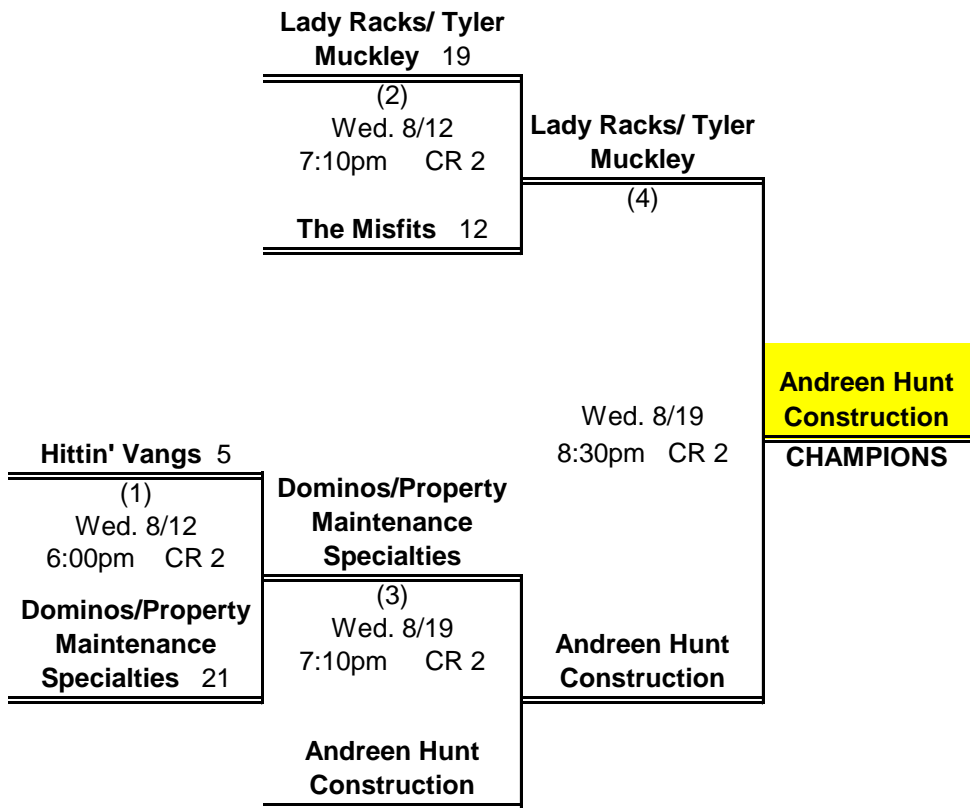 Lady Racks/ Tyler
Muckley 19
(2)
Wed. 8/12
7:10pm CR 2
The Misfits 12
Lady Racks/ Tyler
Muckley
(4)
Wed. 8/19
8:30pm CR 2
Andreen Hunt
Construction
CHAMPIONS
Hittin' Vangs 5
(1)
Wed. 8/12
6:00pm CR 2
Dominos/Property
Maintenance
Specialties 21
Dominos/Property
Maintenance
Specialties
(3)
Wed. 8/19
7:10pm CR 2
Andreen Hunt
Construction
Andreen Hunt
Construction